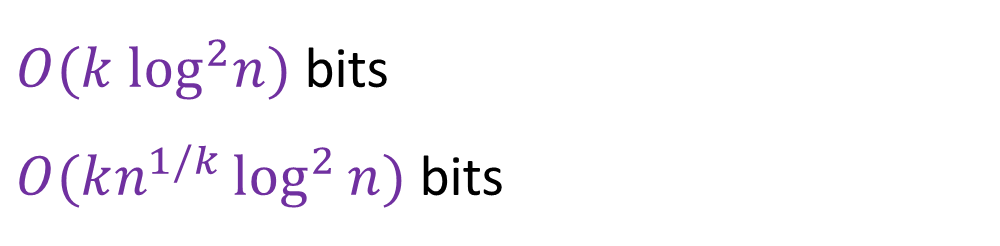 O(k log²n) bits
O(kn^{1/k} log² n) bits